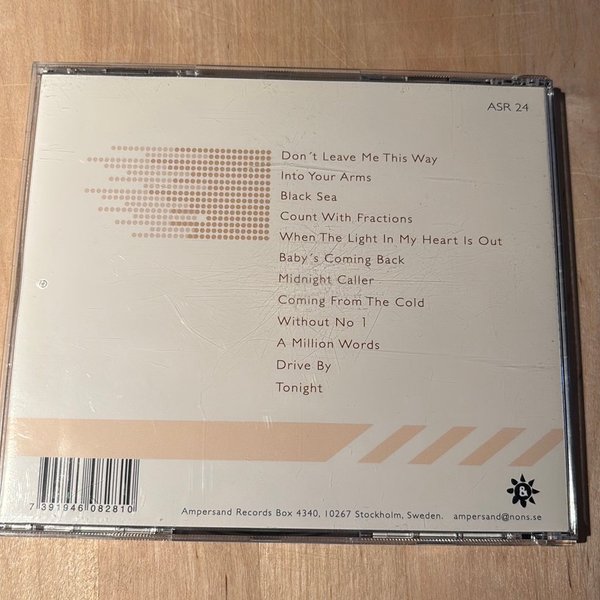 ASR 24
Don´t Leave Me This Way
Into Your Arms
Black Sea
Count With Fractions
When The Light In My Heart Is Out
Baby´s Coming Back
Midnight Caller
Coming From The Cold
Without No 1
A Million Words
Drive By
Tonight
7 391946 082810
Ampersand Records Box 4340, 10267 Stockholm, Sweden. ampersand@nons.se
&